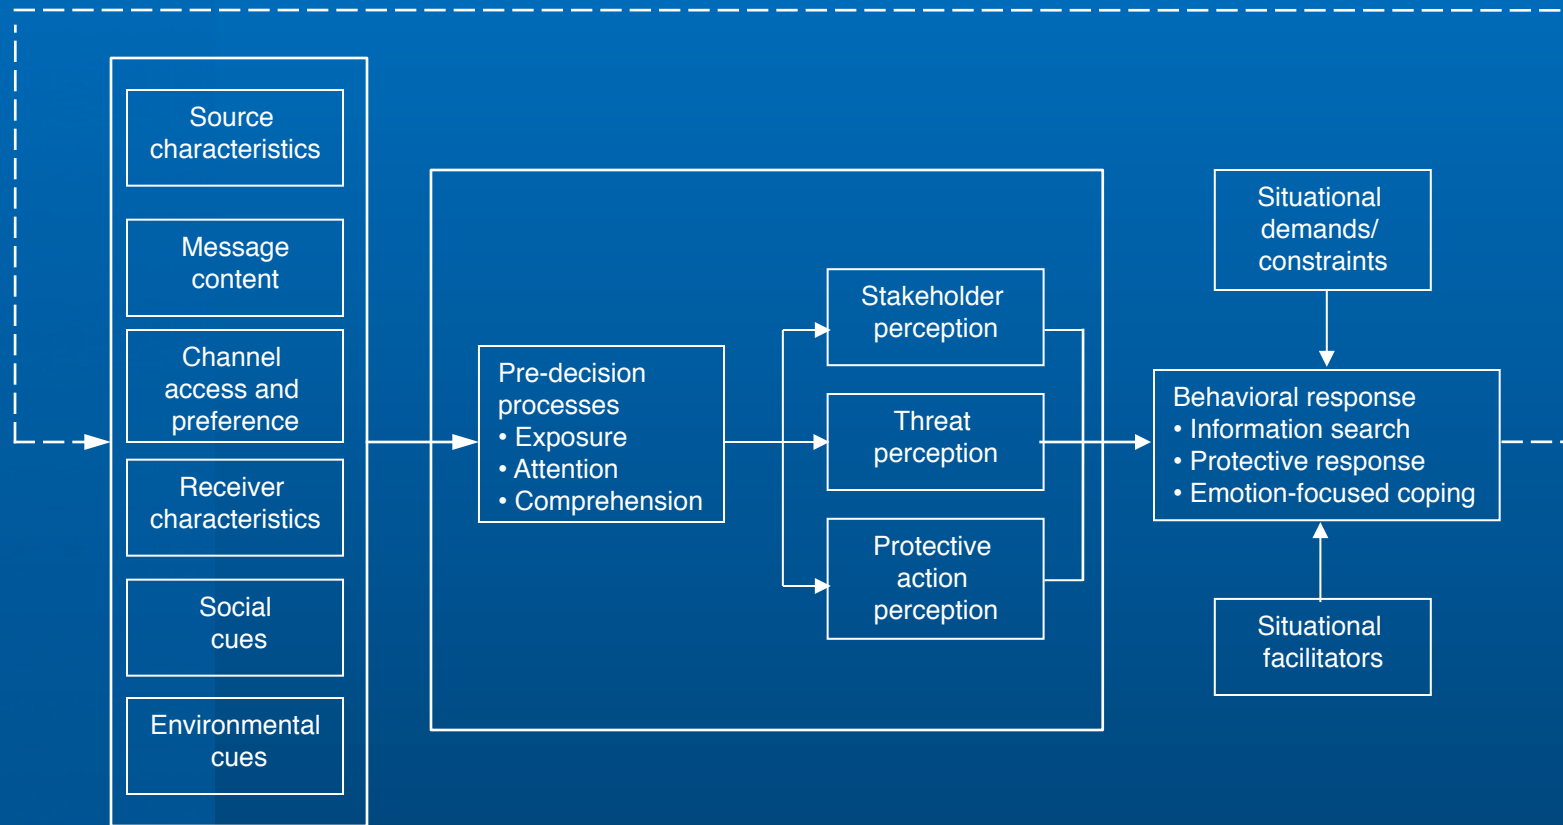 Source
characteristics
Message
content
Channel
access and
preference
Receiver
characteristics
Social
cues
Environmental
cues
Pre-decision
processes
• Exposure
• Attention
• Comprehension
Stakeholder
perception
Threat
perception
Protective
action
perception
Situational
demands/
constraints
Behavioral response
• Information search
• Protective response
• Emotion-focused coping
Situational
facilitators